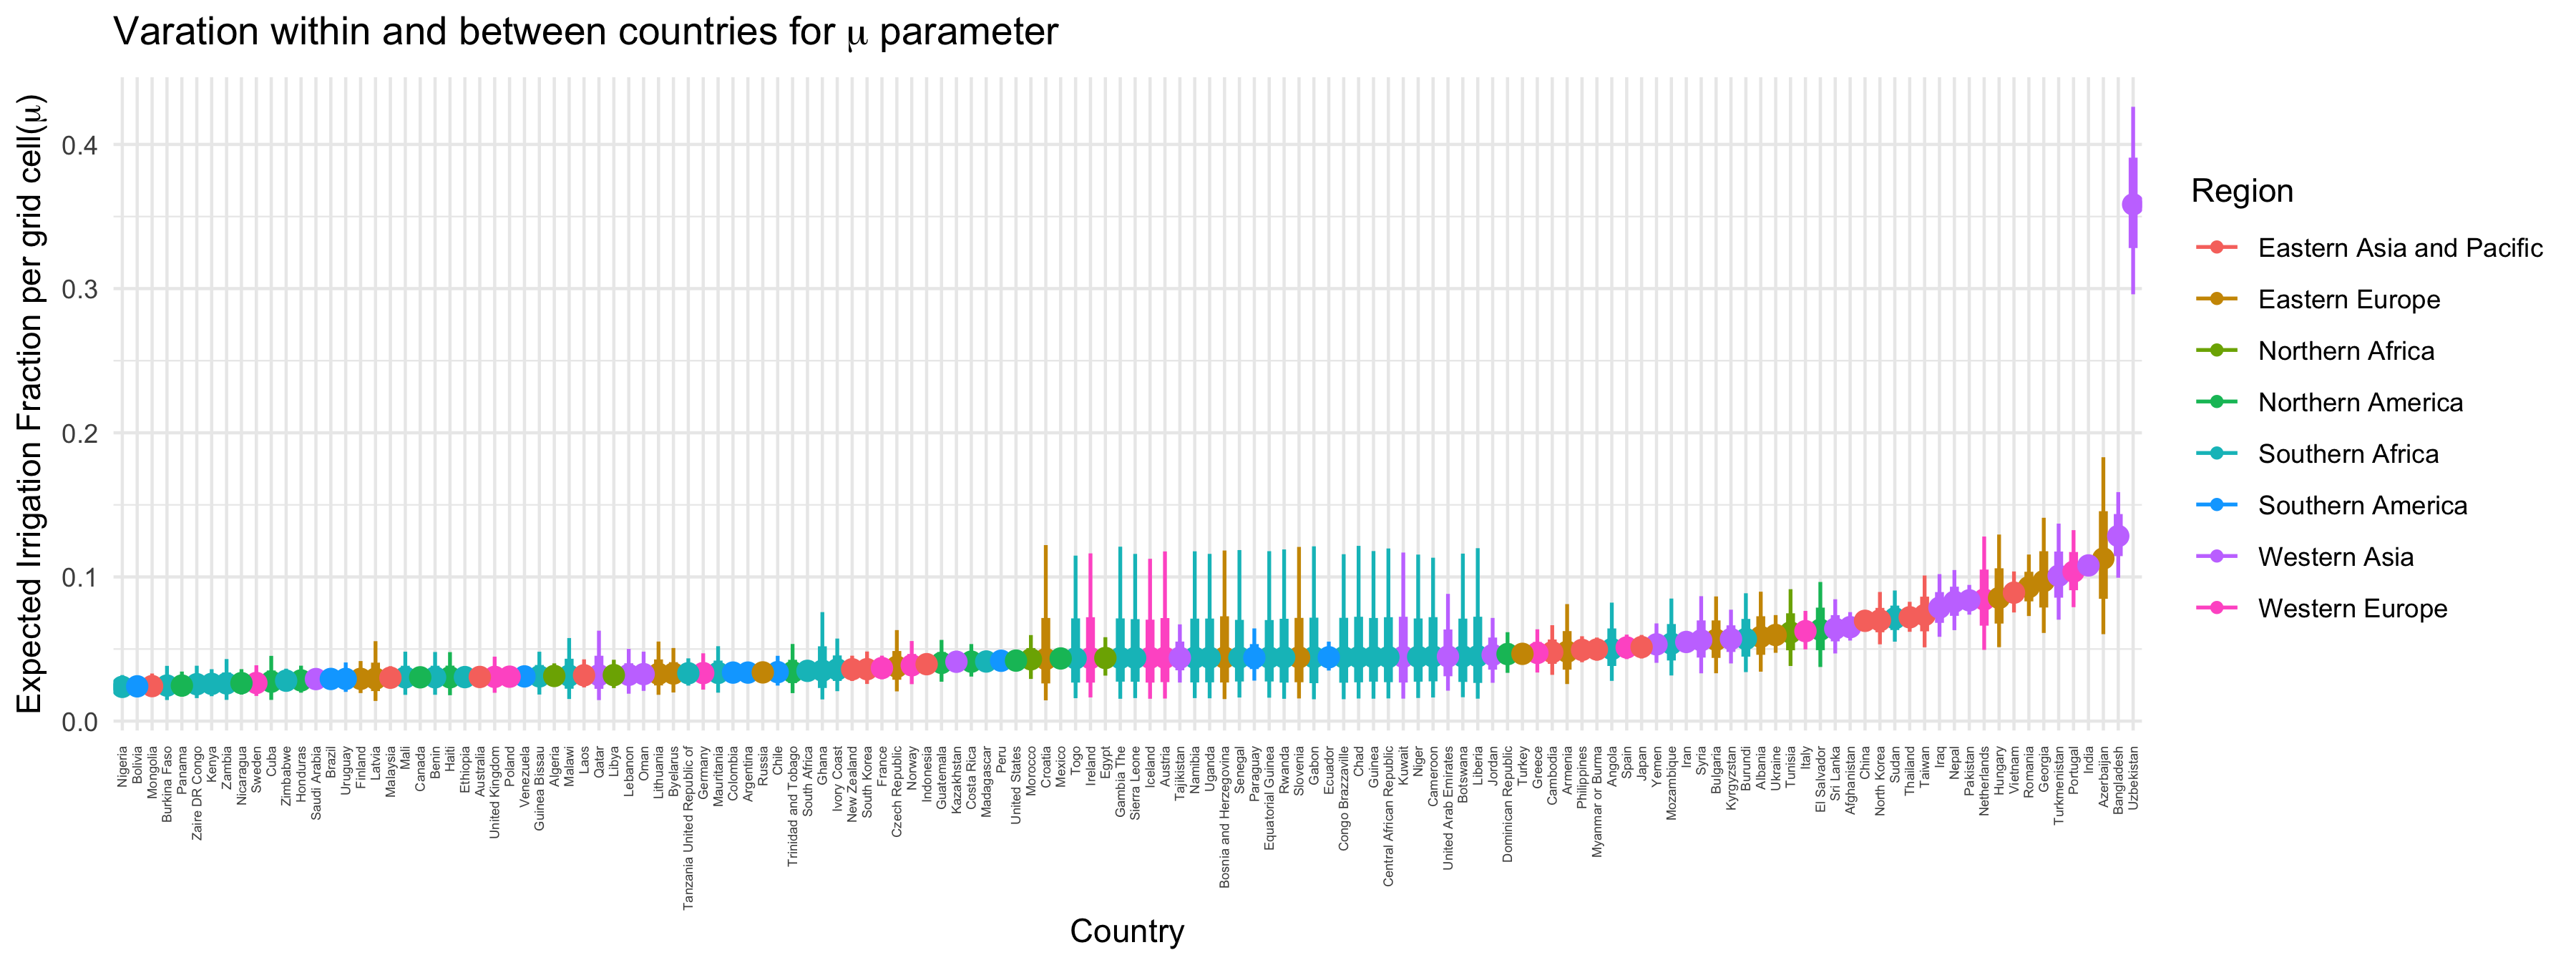 Varation within and between countries for μ parameter
Expected Irrigation Fraction per grid cell(μ)
0.4
0.3
0.2
0.1
0.0
Nigeria
Bolivia
Mongolia
Burkina Faso
Panama
Zaire DR Congo
Kenya
Zambia
Nicaragua
Sweden
Cuba
Zimbabwe
Honduras
Saudi Arabia
Brazil
Uruguay
Finland
Latvia
Malaysia
Mali
Canada
Benin
Haiti
Ethiopia
Australia
United Kingdom
Poland
Venezuela
Guinea Bissau
Algeria
Malawi
Laos
Qatar
Libya
Lebanon
Oman
Lithuania
Byelarus
Tanzania United Republic of
Germany
Mauritania
Colombia
Argentina
Russia
Chile
Trinidad and Tobago
South Africa
Ghana
Ivory Coast
New Zealand
South Korea
France
Czech Republic
Norway
Indonesia
Guatemala
Kazakhstan
Costa Rica
Madagascar
Peru
United States
Morocco
Croatia
Mexico
Togo
Ireland
Egypt
Gambia The
Sierra Leone
Iceland
Austria
Tajikistan
Namibia
Uganda
Bosnia and Herzegovina
Senegal
Paraguay
Equatorial Guinea
Rwanda
Slovenia
Gabon
Ecuador
Congo Brazzaville
Chad
Guinea
Central African Republic
Kuwait
Niger
Cameroon
United Arab Emirates
Botswana
Liberia
Jordan
Dominican Republic
Turkey
Greece
Cambodia
Armenia
Philippines
Myanmar or Burma
Angola
Spain
Japan
Yemen
Mozambique
Iran
Syria
Bulgaria
Kyrgyzstan
Burundi
Albania
Ukraine
Tunisia
Italy
El Salvador
Sri Lanka
Afghanistan
China
North Korea
Sudan
Thailand
Taiwan
Iraq
Nepal
Pakistan
Netherlands
Hungary
Vietnam
Romania
Georgia
Turkmenistan
Portugal
India
Azerbaijan
Bangladesh
Uzbekistan
Country
Region
Eastern Asia and Pacific
Eastern Europe
Northern Africa
Northern America
Southern Africa
Southern America
Western Asia
Western Europe